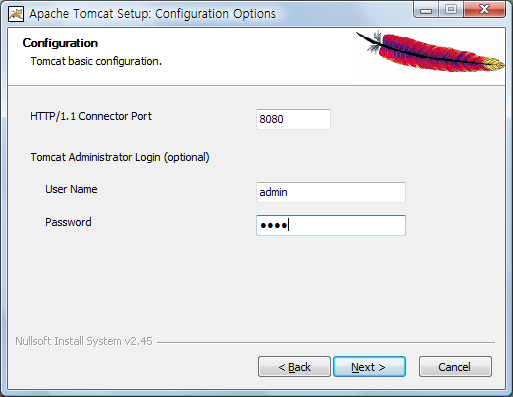 Apache Tomcat Setup: Configuration Options
Configuration
Tomcat basic configuration.
HTTP/1.1 Connector Port
8080
Tomcat Administrator Login (optional)
User Name
admin
Password
●●●●
Nullsoft Install System v2.45
< Back
Next >
Cancel